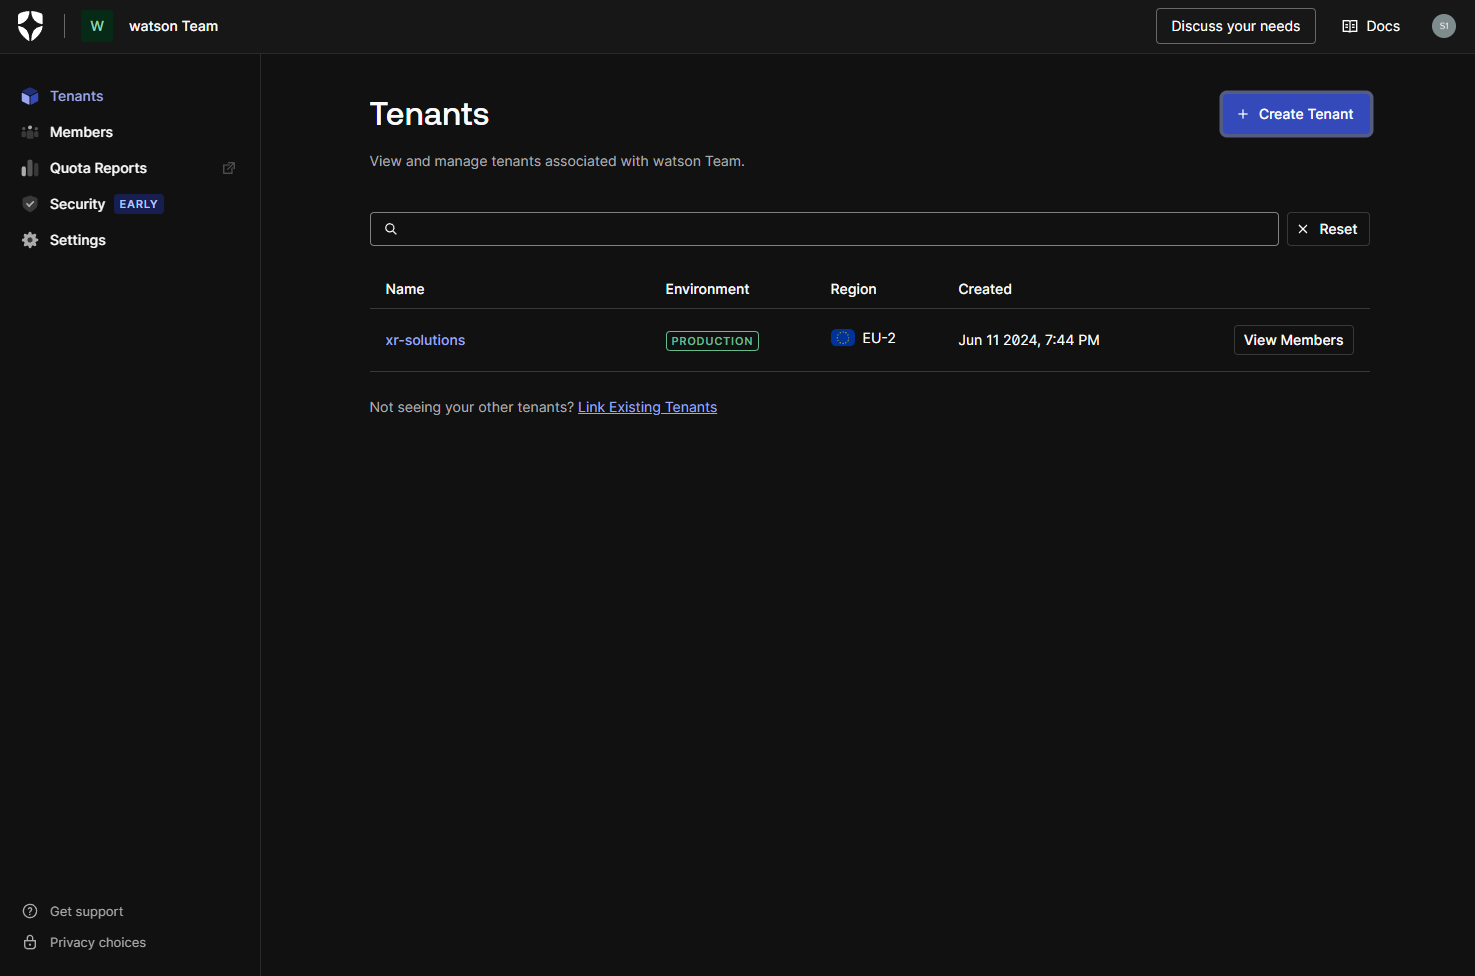 W
watson Team
Discuss your needs
Docs
S1
Tenants
Members
Quota Reports
Security EARLY
Settings
Get support
Privacy choices
Tenants
+ Create Tenant
View and manage tenants associated with watson Team.
Reset
Name Environment Region Created
xr-solutions PRODUCTION EU-2 Jun 11 2024, 7:44 PM View Members
Not seeing your other tenants? Link Existing Tenants